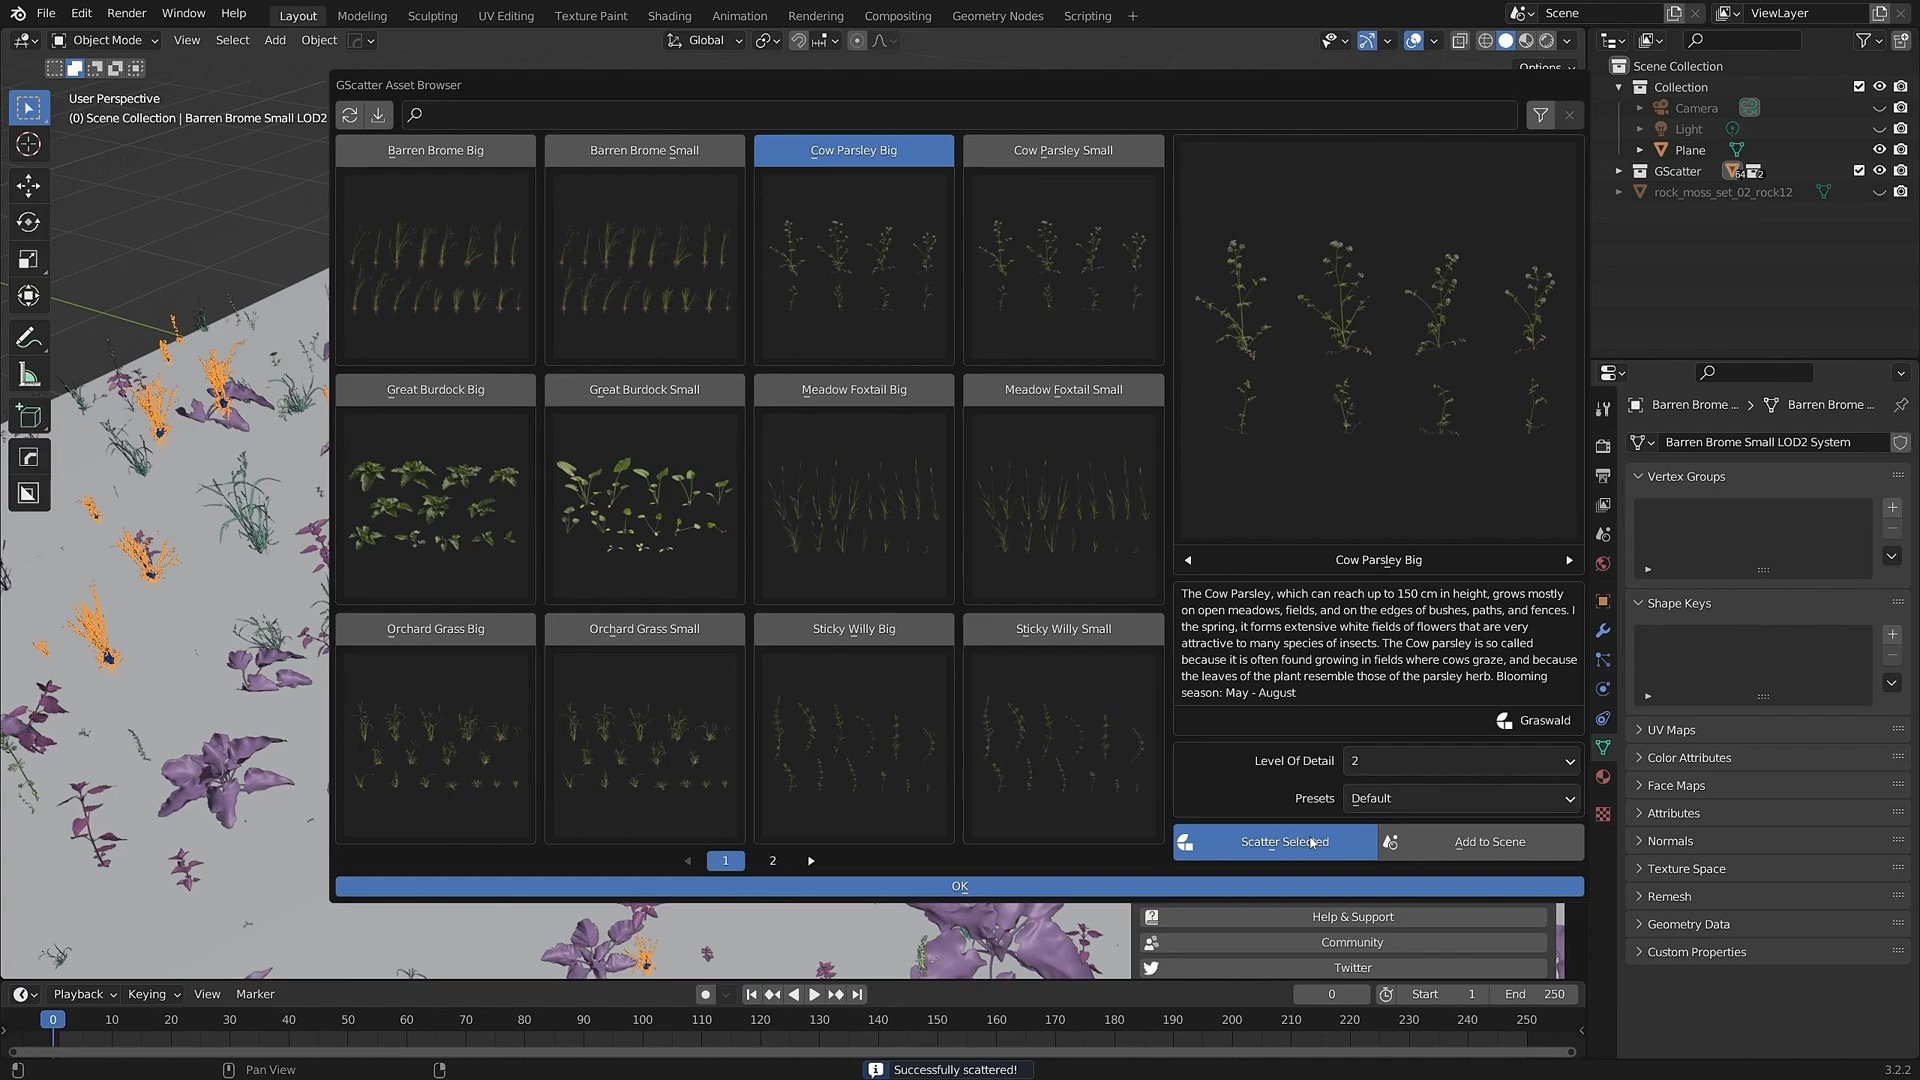 File Edit Render Window Help Layout Modeling Sculpting UV Editing Texture Paint Shading Animation Rendering Compositing Geometry Nodes Scripting + Scene ViewLayer
Object Mode View Select Add Object Global
Options
User Perspective
(0) Scene Collection | Barren Brome Small LOD2
GScatter Asset Browser
Barren Brome Big Barren Brome Small Cow Parsley Big Cow Parsley Small
Great Burdock Big Great Burdock Small Meadow Foxtail Big Meadow Foxtail Small
Orchard Grass Big Orchard Grass Small Sticky Willy Big Sticky Willy Small
1 2
OK
Cow Parsley Big
The Cow Parsley, which can reach up to 150 cm in height, grows mostly
on open meadows, fields, and on the edges of bushes, paths, and fences. I
the spring, it forms extensive white fields of flowers that are very
attractive to many species of insects. The Cow parsley is so called
because it is often found growing in fields where cows graze, and because
the leaves of the plant resemble those of the parsley herb. Blooming
season: May - August
Graswald
Level Of Detail 2
Presets Default
Scatter Selected Add to Scene
Help & Support
Community
Twitter
Scene Collection
Collection
Camera
Light
Plane
GScatter 64 2
rock_moss_set_02_rock12
Barren Brome ... > Barren Brome ...
Barren Brome Small LOD2 System
Vertex Groups
Shape Keys
UV Maps
Color Attributes
Face Maps
Attributes
Normals
Texture Space
Remesh
Geometry Data
Custom Properties
Playback Keying View Marker 0 Start 1 End 250
0 10 20 30 40 50 60 70 80 90 100 110 120 130 140 150 160 170 180 190 200 210 220 230 240 250
Pan View Successfully scattered! 3.2.2